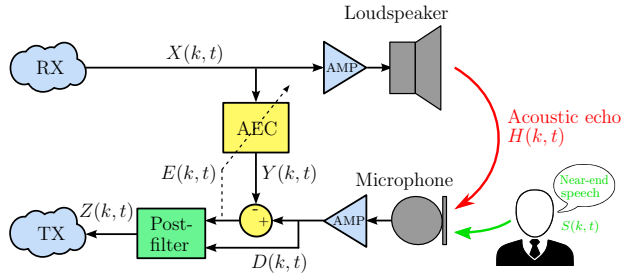 Loudspeaker
RX
X(k, t)
AMP
Acoustic echo
H(k, t)
AEC
E(k, t)
Y(k, t)
Microphone
Near-end
speech
S(k, t)
Z(k, t)
TX
Post-
filter
-
+
AMP
D(k, t)